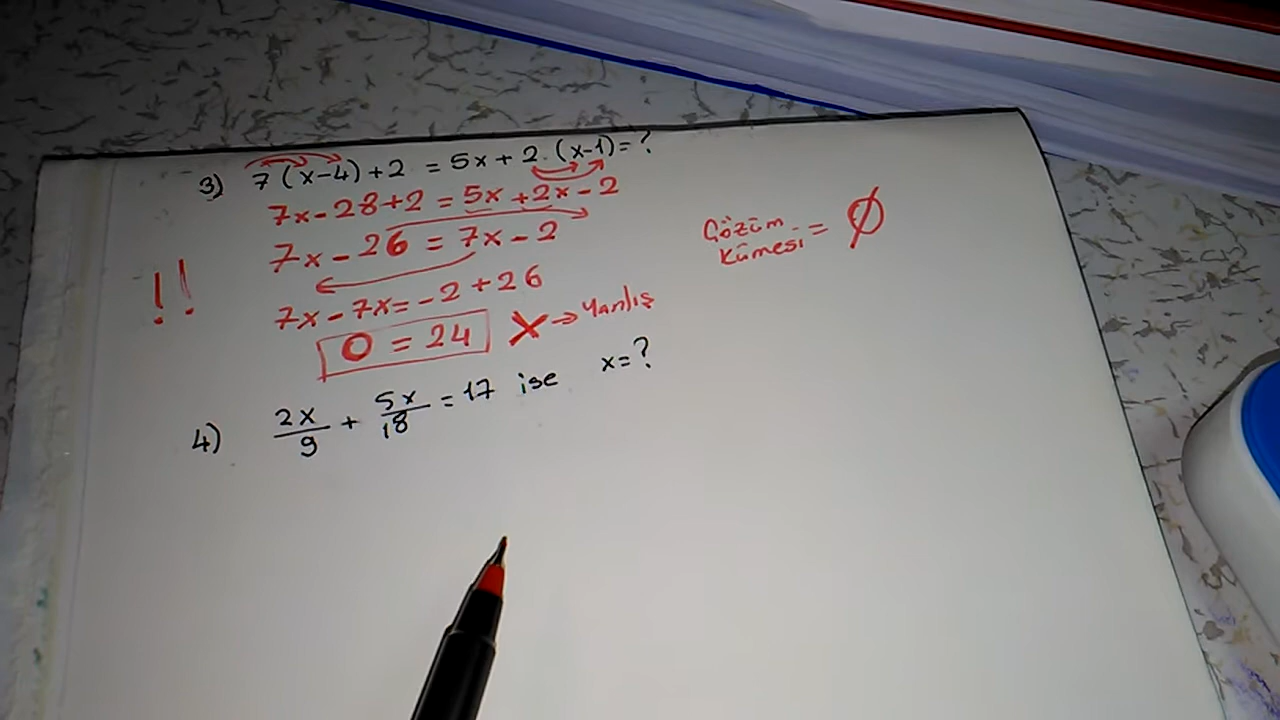 3) 7(x-4)+2 = 5x+2.(x-1)=?
7x-28+2 = 5x+2x-2
7x-26 = 7x-2
!!
7x-7x=-2+26
0 = 24 X → Yanlış
Çözüm Kümesi = Ø
4) 2x/9 + 5x/18 = 17 ise x=?